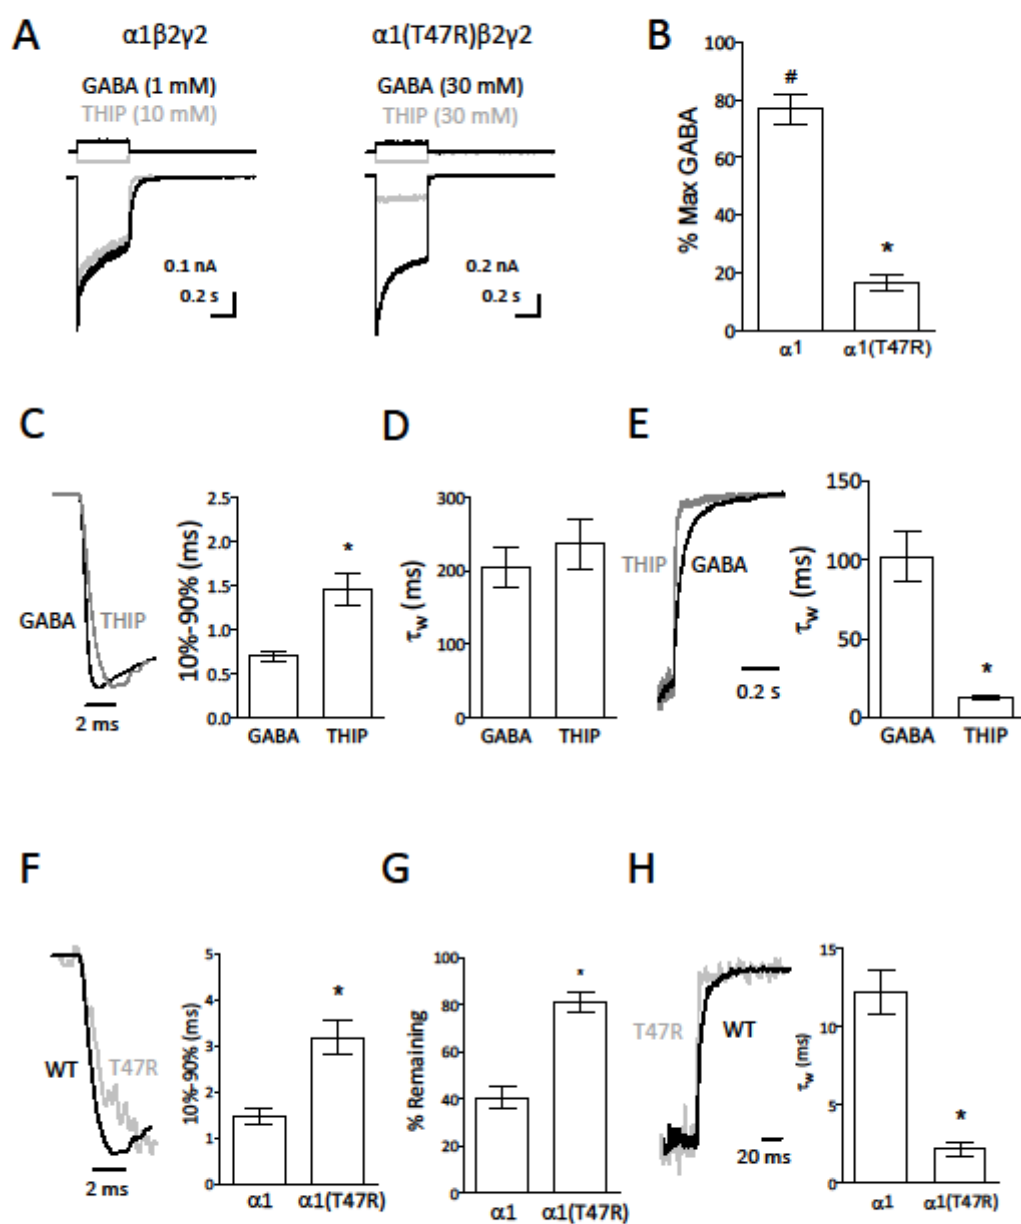 A
α1β2γ2
α1(T47R)β2γ2
GABA (1 mM)
THIP (10 mM)
GABA (30 mM)
THIP (30 mM)
0.1 nA
0.2 s
0.2 nA
0.2 s
B
% Max GABA
100
80
60
40
20
0
#
*
α1
α1(T47R)
C
GABA
THIP
2 ms
10%-90% (ms)
2.5
2.0
1.5
1.0
0.5
0.0
*
GABA
THIP
D
τw (ms)
300
200
100
0
GABA
THIP
E
THIP
GABA
0.2 s
τw (ms)
150
100
50
0
*
GABA
THIP
F
WT
T47R
2 ms
10%-90% (ms)
5
4
3
2
1
0
*
α1
α1(T47R)
G
% Remaining
100
80
60
40
20
0
*
α1
α1(T47R)
H
T47R
WT
20 ms
τw (ms)
15
10
5
0
*
α1
α1(T47R)